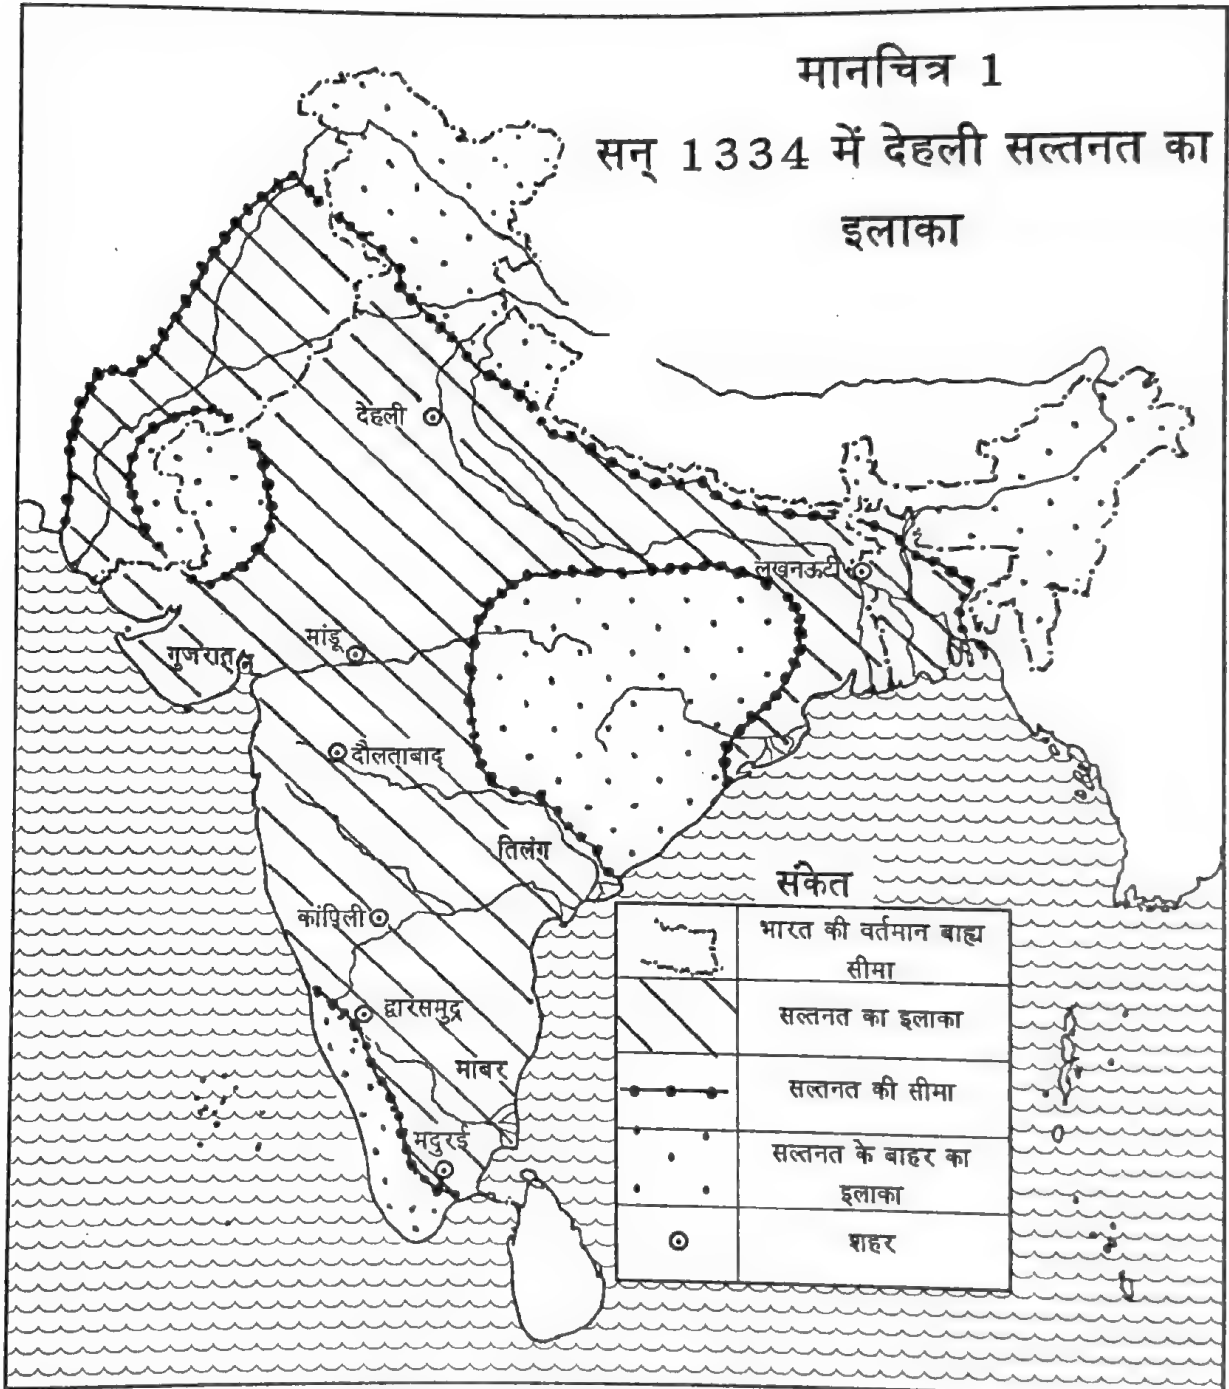 मानचित्र 1
सन् 1334 में देहली सल्तनत का
इलाका
देहली
लखनऊटी
मांडू
गुजरात
दौलताबाद
तिलंग
कांपिली
द्वारसमुद्र
माबर
मदुरई
संकेत
भारत की वर्तमान बाह्य
सीमा
सल्तनत का इलाका
सल्तनत की सीमा
सल्तनत के बाहर का
इलाका
शहर